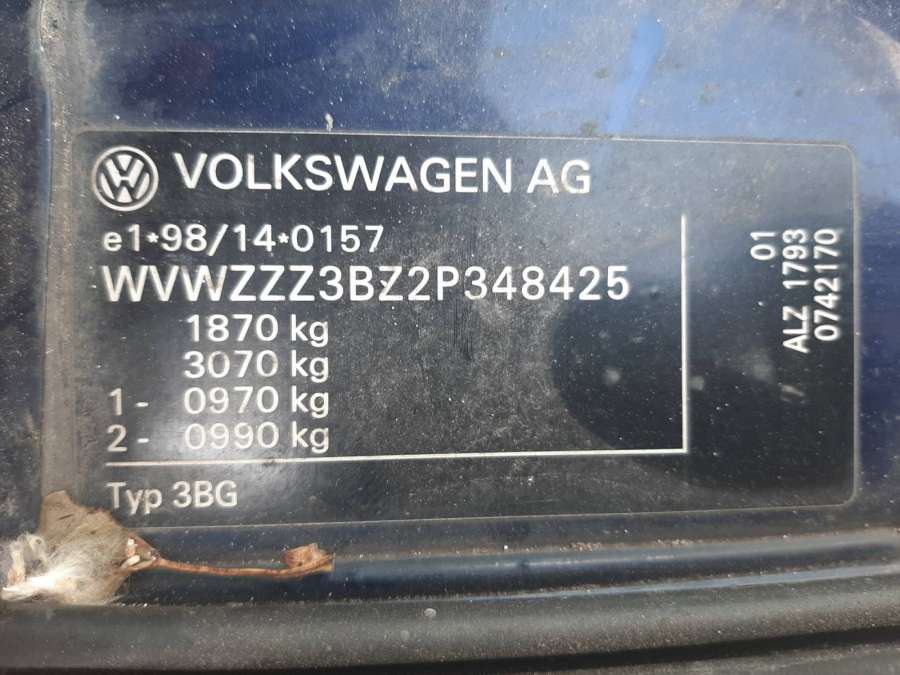 VOLKSWAGEN AG
e1*98/14*0157
WVWZZZ3BZ2P348425
1870 kg
3070 kg
1- 0970 kg
2- 0990 kg
Typ 3BG
01
ALZ 1793
0742170